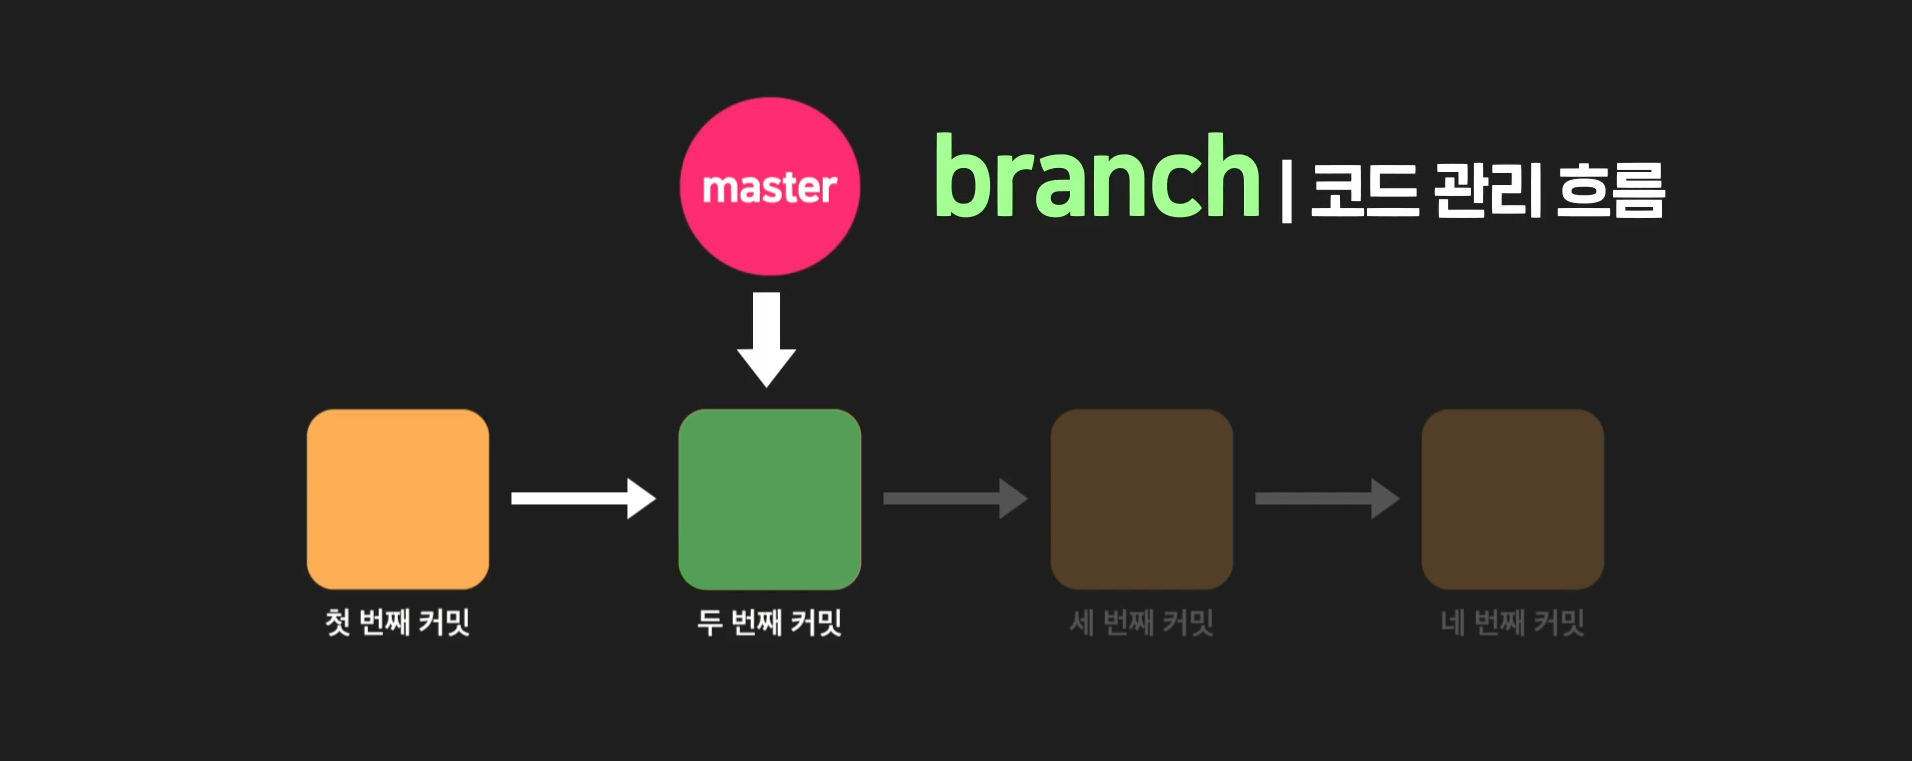 master
branch | 코드 관리 흐름
첫 번째 커밋
두 번째 커밋
세 번째 커밋
네 번째 커밋